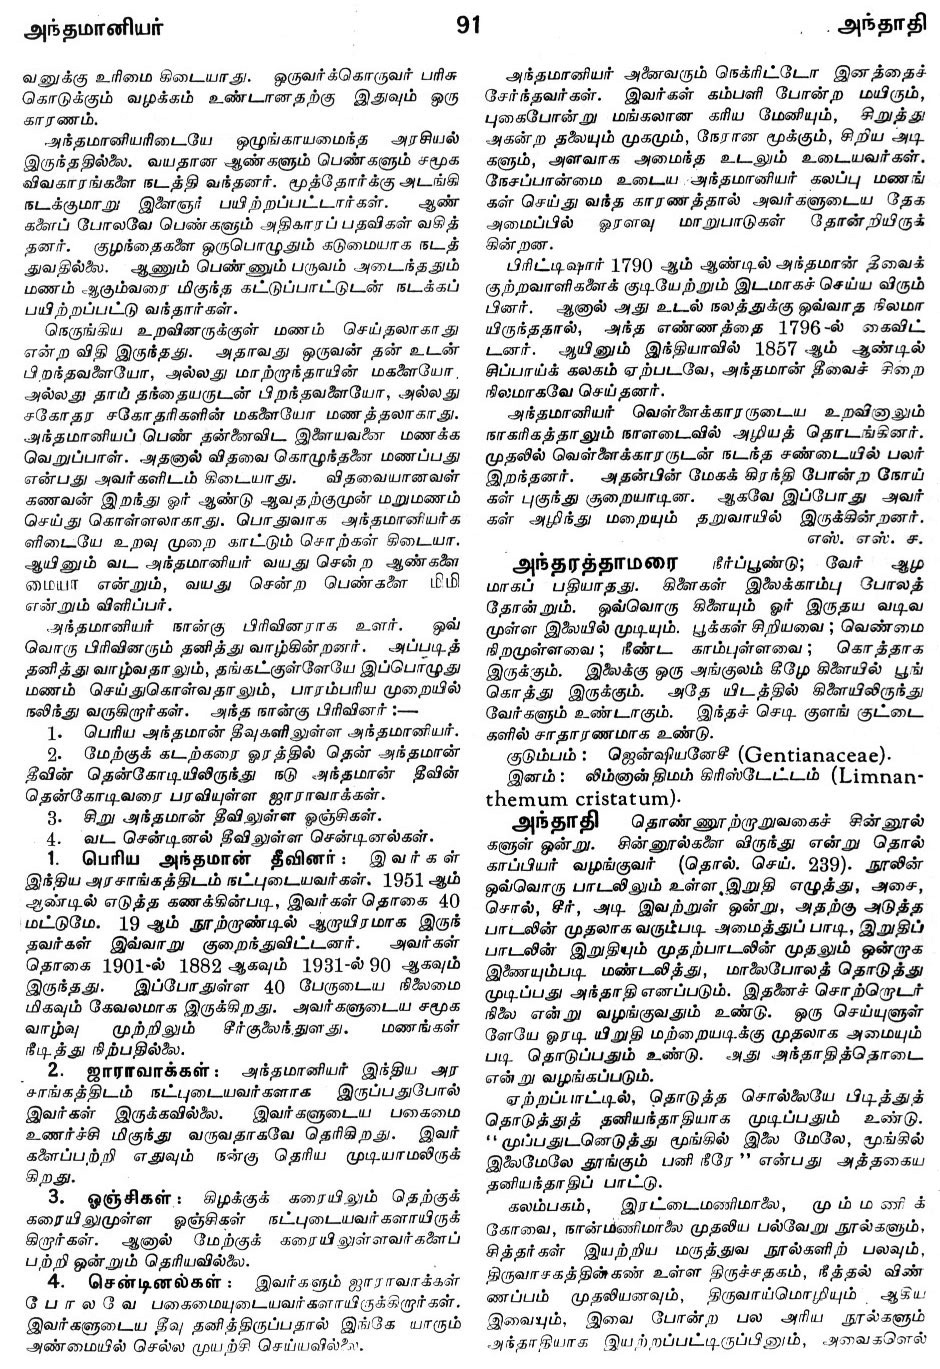 அந்தமானியர்
91
அந்தாதி
வனுக்கு உரிமை கிடையாது. ஒருவர்க்கொருவர் பரிசு
கொடுக்கும் வழக்கம் உண்டானதற்கு இதுவும் ஒரு
காரணம்.
அந்தமானியரிடையே ஒழுங்காயமைந்த அரசியல்
இருந்ததில்லை. வயதான ஆண்களும் பெண்களும் சமூக
விவகாரங்களை நடத்தி வந்தனர். மூத்தோர்க்கு அடங்கி
நடக்குமாறு இளைஞர் பயிற்றப்பட்டார்கள். ஆண்
களைப் போலவே பெண்களும் அதிகாரப் பதவிகள் வகித்
தனர். குழந்தைகளை ஒருபொழுதும் கடுமையாக நடத்
துவதில்லை. ஆணும் பெண்ணும் பருவம் அடைந்ததும்
மணம் ஆகும்வரை மிகுந்த கட்டுப்பாட்டுடன் நடக்கப்
பயிற்றப்பட்டு வந்தார்கள்.
நெருங்கிய உறவினருக்குள் மணம் செய்தலாகாது
என்ற விதி இருந்தது. அதாவது ஒருவன் தன் உடன்
பிறந்தவளையோ, அல்லது மாற்றாந்தாயின் மகளையோ
அல்லது தாய் தந்தையருடன் பிறந்தவளையோ, அல்லது
சகோதர சகோதரிகளின் மகளையோ மணத்தலாகாது.
அந்தமானியப் பெண் தன்னைவிட இளையவனை மணக்க
வெறுப்பாள். அதனால் விதவை கொழுந்தனை மணப்பது
என்பது அவர்களிடம் கிடையாது. விதவையானவள்
கணவன் இறந்து ஓர் ஆண்டு ஆவதற்குமுன் மறுமணம்
செய்து கொள்ளலாகாது. பொதுவாக அந்தமானியர்க
ளிடையே உறவு முறை காட்டும் சொற்கள் கிடையா.
ஆயினும் வட அந்தமானியர் வயது சென்ற ஆண்களை
மையா என்றும், வயது சென்ற பெண்களை மிமி
என்றும் விளிப்பர்.
அந்தமானியர் நான்கு பிரிவினராக உளர். ஒவ்
வொரு பிரிவினரும் தனித்து வாழ்கின்றனர். அப்படித்
தனித்து வாழ்வதாலும், தங்கட்குள்ளேயே இப்பொழுது
மணம் செய்துகொள்வதாலும், பாரம்பரிய முறையில்
நலிந்து வருகிறார்கள். அந்த நான்கு பிரிவினர் :—
1. பெரிய அந்தமான் தீவுகளிலுள்ள அந்தமானியர்.
2. மேற்குக் கடற்கரை ஓரத்தில் தென் அந்தமான்
தீவின் தென்கோடியிலிருந்து நடு அந்தமான் தீவின்
தென்கோடிவரை பரவியுள்ள ஜாராவாக்கள்.
3. சிறு அந்தமான் தீவிலுள்ள ஓஞ்சிகள்.
4. வட சென்டினல் தீவிலுள்ள சென்டினல்கள்.
1. பெரிய அந்தமான் தீவினர் : இவர்கள்
இந்திய அரசாங்கத்திடம் நட்புடையவர்கள். 1951 ஆம்
ஆண்டில் எடுத்த கணக்கின்படி, இவர்கள் தொகை 40
மட்டுமே. 19 ஆம் நூற்றாண்டில் ஆறாயிரமாக இருந்
தவர்கள் இவ்வாறு குறைந்துவிட்டனர். அவர்கள்
தொகை 1901-ல் 1882 ஆகவும் 1931-ல் 90 ஆகவும்
இருந்தது. இப்போதுள்ள 40 பேருடைய நிலைமை
மிகவும் கேவலமாக இருக்கிறது. அவர்களுடைய சமூக
வாழ்வு முற்றிலும் சீர்குலைந்துளது. மணங்கள்
நீடித்து நிற்பதில்லை.
2. ஜாராவாக்கள் : அந்தமானியர் இந்திய அர
சாங்கத்திடம் நட்புடையவர்களாக இருப்பதுபோல்
இவர்கள் இருக்கவில்லை. இவர்களுடைய பகைமை
உணர்ச்சி மிகுந்து வருவதாகவே தெரிகிறது. இவர்
களைப்பற்றி எதுவும் நன்கு தெரிய முடியாமலிருக்
கிறது.
3. ஓஞ்சிகள் : கிழக்குக் கரையிலும் தெற்குக்
கரையிலுமுள்ள ஓஞ்சிகள் நட்புடையவர்களாயிருக்
கிறார்கள். ஆனால் மேற்குக் கரையிலுள்ளவர்களைப்
பற்றி ஒன்றும் தெரியவில்லை.
4. சென்டினல்கள் : இவர்களும் ஜாராவாக்கள்
போலவே பகைமையுடையவர்களாயிருக்கிறார்கள்.
இவர்களுடைய தீவு தனித்திருப்பதால் இங்கே யாரும்
அண்மையில் செல்ல முயற்சி செய்யவில்லை.
அந்தமானியர் அனைவரும் நெக்ரிட்டோ இனத்தைச்
சேர்ந்தவர்கள். இவர்கள் கம்பளி போன்ற மயிரும்,
புகைபோன்று மங்கலான கரிய மேனியும், சிறுத்து
அகன்ற தலையும் முகமும், நேரான மூக்கும், சிறிய அடி
களும், அளவாக அமைந்த உடலும் உடையவர்கள்.
நேசப்பான்மை உடைய அந்தமானியர் கலப்பு மணங்
கள் செய்து வந்த காரணத்தால் அவர்களுடைய தேக
அமைப்பில் ஓரளவு மாறுபாடுகள் தோன்றியிருக்
கின்றன.
பிரிட்டிஷார் 1790 ஆம் ஆண்டில் அந்தமான் தீவைக்
குற்றவாளிகளைக் குடியேற்றும் இடமாகச் செய்ய விரும்
பினர். ஆனால் அது உடல் நலத்துக்கு ஒவ்வாத நிலமா
யிருந்ததால், அந்த எண்ணத்தை 1796-ல் கைவிட்
டனர். ஆயினும் இந்தியாவில் 1857 ஆம் ஆண்டில்
சிப்பாய்க் கலகம் ஏற்படவே, அந்தமான் தீவைச் சிறை
நிலமாகவே செய்தனர்.
அந்தமானியர் வெள்ளைக்காரருடைய உறவினாலும்
நாகரிகத்தாலும் நாளடைவில் அழியத் தொடங்கினர்.
முதலில் வெள்ளைக்காரருடன் நடந்த சண்டையில் பலர்
இறந்தனர். அதன்பின் மேகக் கிரந்தி போன்ற நோய்
கள் புகுந்து சூறையாடின. ஆகவே இப்போது அவர்
கள் அழிந்து மறையும் தறுவாயில் இருக்கின்றனர்.
எஸ். எஸ். ச.
அந்தரத்தாமரை நீர்ப்பூண்டு; வேர் ஆழ
மாகப் பதியாதது. கிளைகள் இலைக்காம்பு போலத்
தோன்றும். ஒவ்வொரு கிளையும் ஓர் இருதய வடிவ
முள்ள இலையில் முடியும். பூக்கள் சிறியவை ; வெண்மை
நிறமுள்ளவை ; நீண்ட காம்புள்ளவை ; கொத்தாக
இருக்கும். இலைக்கு ஒரு அங்குலம் கீழே கிளையில் பூங்
கொத்து இருக்கும். அதே யிடத்தில் கிளையிலிருந்து
வேர்களும் உண்டாகும். இந்தச் செடி குளங் குட்டை
களில் சாதாரணமாக உண்டு.
குடும்பம் : ஜென்ஷியனேசீ (Gentianaceae).
இனம் : லிம்னான்திமம் கிரிஸ்டேட்டம் (Limnan-
themum cristatum).
அந்தாதி தொண்ணூற்றாறுவகைச் சின்னூல்
களுள் ஒன்று. சின்னூல்களை விருந்து என்று தொல்
காப்பியர் வழங்குவர் (தொல். செய். 239). நூலின்
ஒவ்வொரு பாடலிலும் உள்ள இறுதி எழுத்து, அசை,
சொல், சீர், அடி இவற்றுள் ஒன்று, அதற்கு அடுத்த
பாடலின் முதலாக வரும்படி அமைத்துப் பாடி, இறுதிப்
பாடலின் இறுதியும் முதற்பாடலின் முதலும் ஒன்றாக
இணையும்படி மண்டலித்து, மாலைபோலத் தொடுத்து
முடிப்பது அந்தாதி எனப்படும். இதனைச் சொற்றொடர்
நிலை என்று வழங்குவதும் உண்டு. ஒரு செய்யுளுள்
ளேயே ஓரடி யிறுதி மற்றையடிக்கு முதலாக அமையும்
படி தொடுப்பதும் உண்டு. அது அந்தாதித்தொடை
என்று வழங்கப்படும்.
ஏற்றப்பாட்டில், தொடுத்த சொல்லையே பிடித்துத்
தொடுத்துத் தனியந்தாதியாக முடிப்பதும் உண்டு.
“முப்பதுடனெடுத்து மூங்கில் இலை மேலே, மூங்கில்
இலைமேலே தூங்கும் பனி நீரே” என்பது அத்தகைய
தனியந்தாதிப் பாட்டு.
கலம்பகம், இரட்டைமணிமாலை, மும்மணிக்
கோவை, நான்மணிமாலை முதலிய பல்வேறு நூல்களும்,
சித்தர்கள் இயற்றிய மருத்துவ நூல்களிற் பலவும்,
திருவாசகத்தின்கண் உள்ள திருச்சதகம், நீத்தல் விண்
ணப்பம் முதலியனவும், திருவாய்மொழியும் ஆகிய
இவையும், இவை போன்ற பல அரிய நூல்களும்
அந்தாதியாக இயற்றப்பட்டிருப்பினும், அவைகளெல்